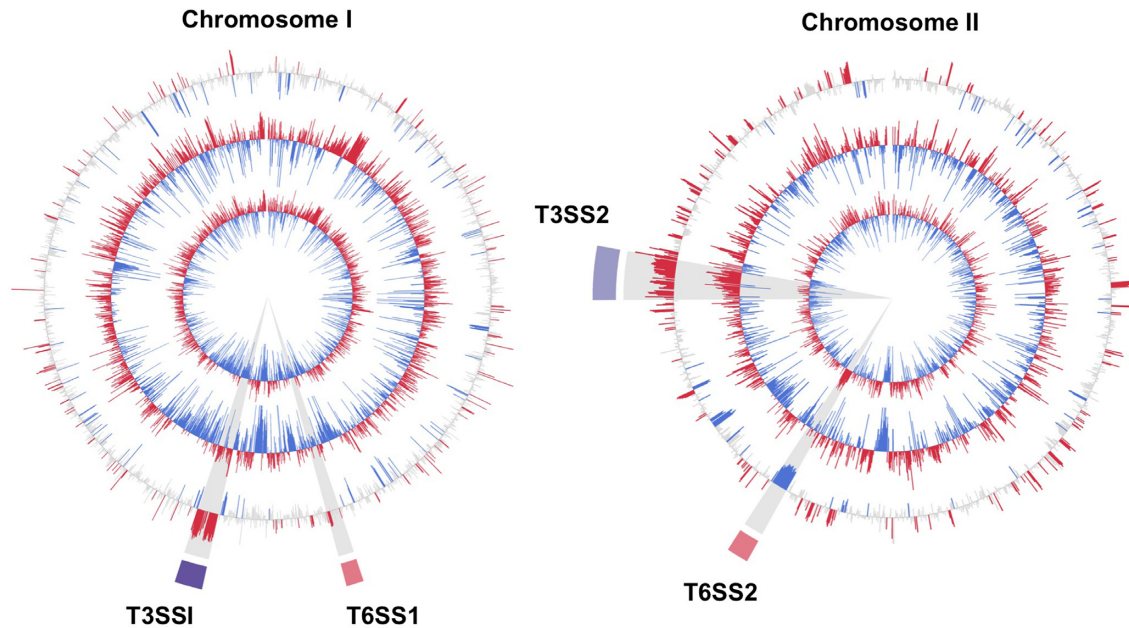 Chromosome I
Chromosome II
T3SS2
T6SS2
T3SSI
T6SS1